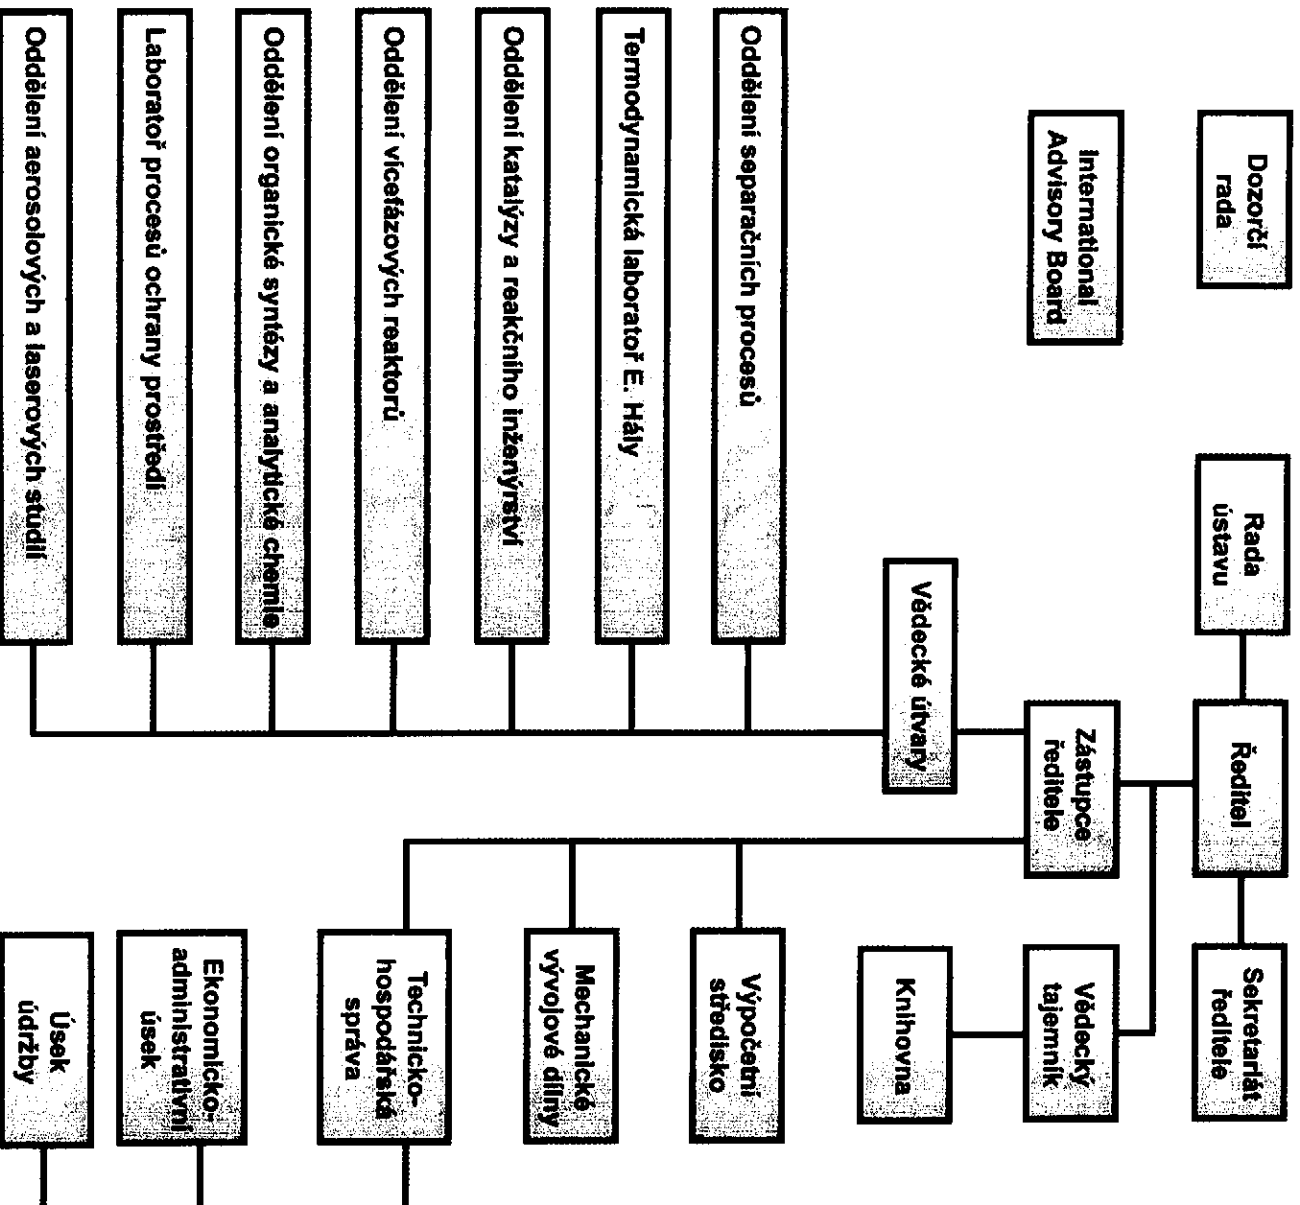 Dozorčí
rada
Rada
ústavu
Ředitel
Sekretariát
ředitele
International
Advisory Board
Zástupce
ředitele
Vědecký
tajemník
Vědecké útvary
Knihovna
Oddělení separačních procesů
Termodynamická laboratoř E. Hály
Oddělení katalýzy a reakčního inženýrství
Oddělení vícefázových reaktorů
Oddělení organické syntézy a analytické chemie
Laboratoř procesů ochrany prostředí
Oddělení aerosolových a laserových studií
Výpočetní
středisko
Mechanické
vývojové dílny
Technicko-
hospodářská
správa
Ekonomicko-
administrativní
úsek
Úsek
údržby